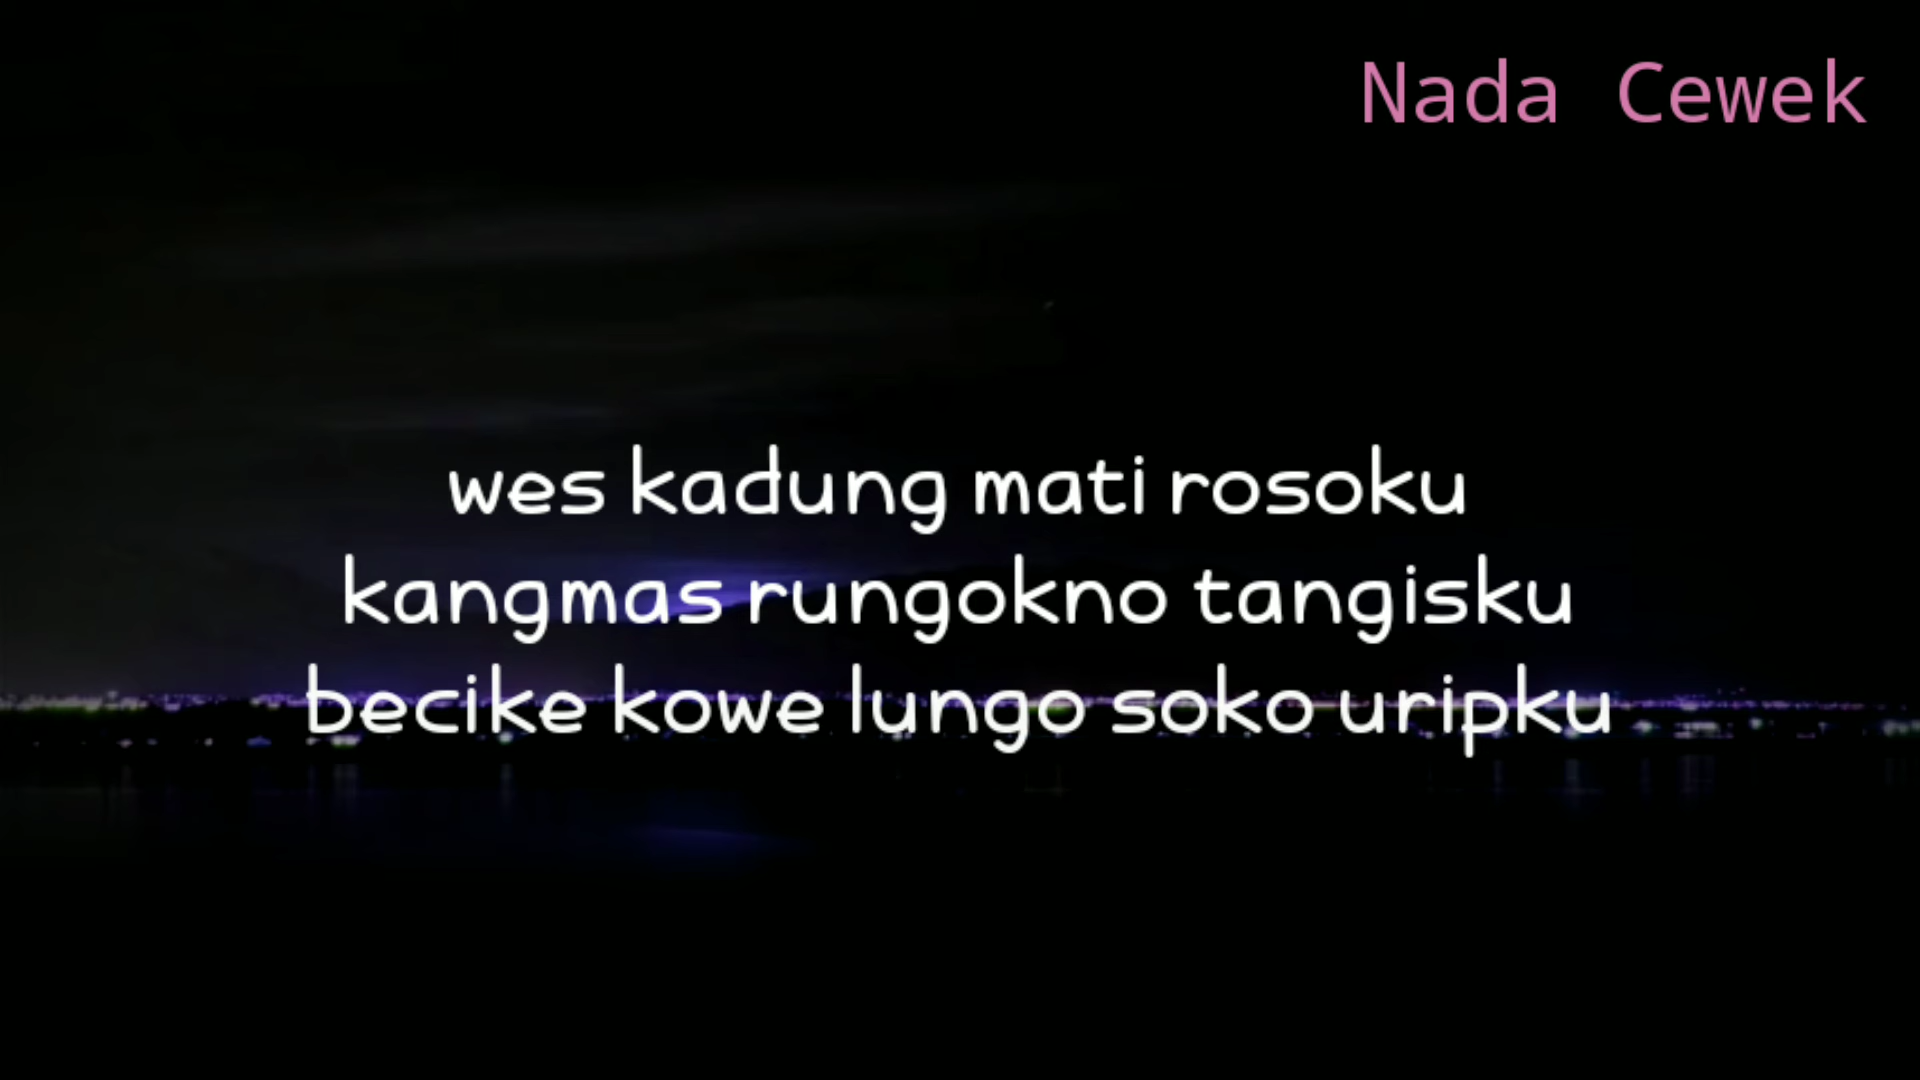 Nada Cewek
wes kadung mati rosoku
kangmas rungokno tangisku
becike kowe lungo soko uripku